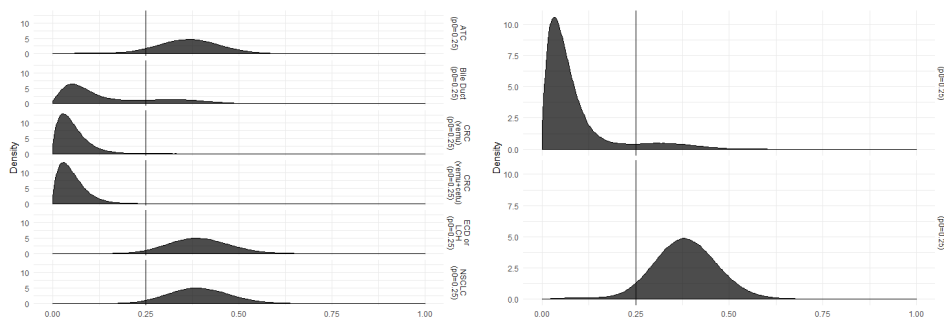 Density
10
5
0
ATC
(p0=0.25)
10
5
0
Bile Duct
(p0=0.25)
10
5
0
CRC
(vemu)
(p0=0.25)
10
5
0
CRC
(vemu+cetu)
(p0=0.25)
10
5
0
ECD or
LCH
(p0=0.25)
10
5
0
NSCLC
(p0=0.25)
0.00 0.25 0.50 0.75 1.00
Density
10.0
7.5
5.0
2.5
0.0
(p0=0.25)
10.0
7.5
5.0
2.5
0.0
(p0=0.25)
0.00 0.25 0.50 0.75 1.00